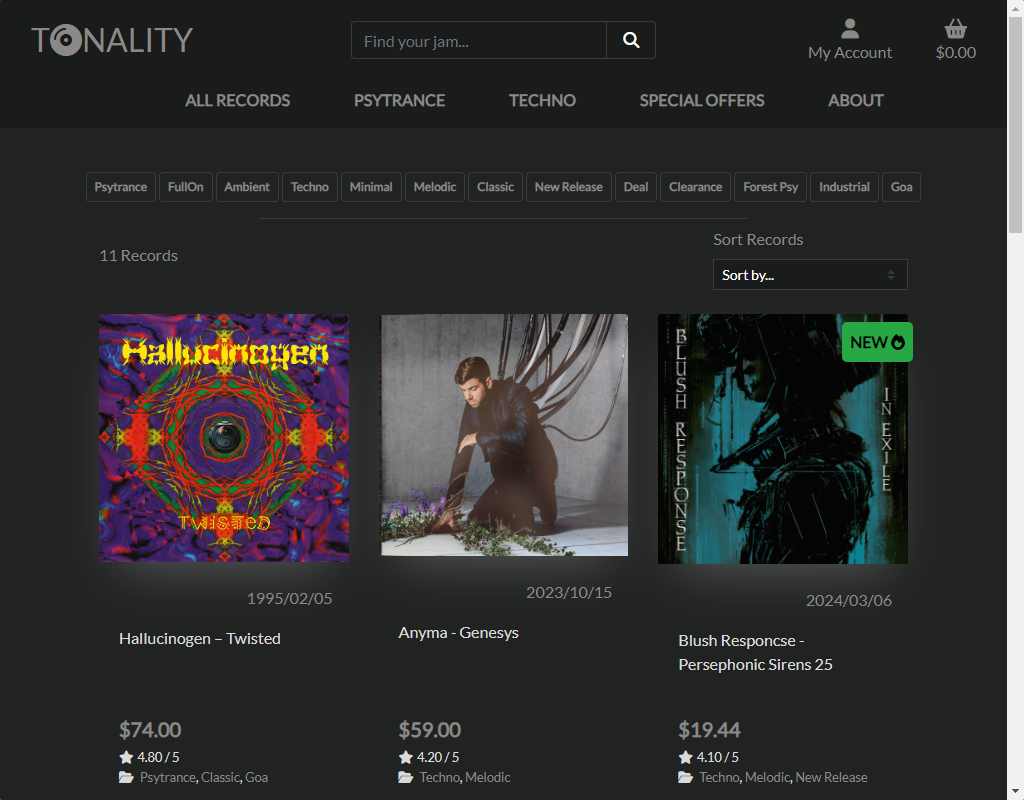 TONALITY
Find your jam...
My Account
$0.00
ALL RECORDS PSYTRANCE TECHNO SPECIAL OFFERS ABOUT
Psytrance FullOn Ambient Techno Minimal Melodic Classic New Release Deal Clearance Forest Psy Industrial Goa
11 Records
Sort Records
Sort by...
Hallucinogen
TWISTED
1995/02/05
Hallucinogen – Twisted
$74.00
4.80 / 5
Psytrance, Classic, Goa
2023/10/15
Anyma - Genesys
$59.00
4.20 / 5
Techno, Melodic
NEW
BLUSH RESPONSE
IN EXILE
2024/03/06
Blush Responcse -
Persephonic Sirens 25
$19.44
4.10 / 5
Techno, Melodic, New Release